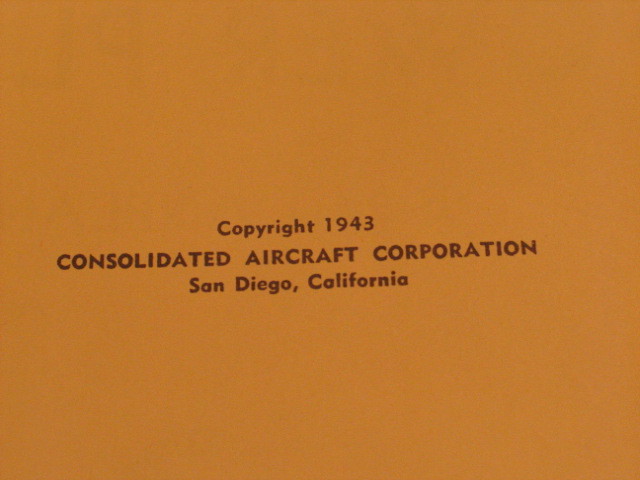 Copyright 1943
CONSOLIDATED AIRCRAFT CORPORATION
San Diego, California